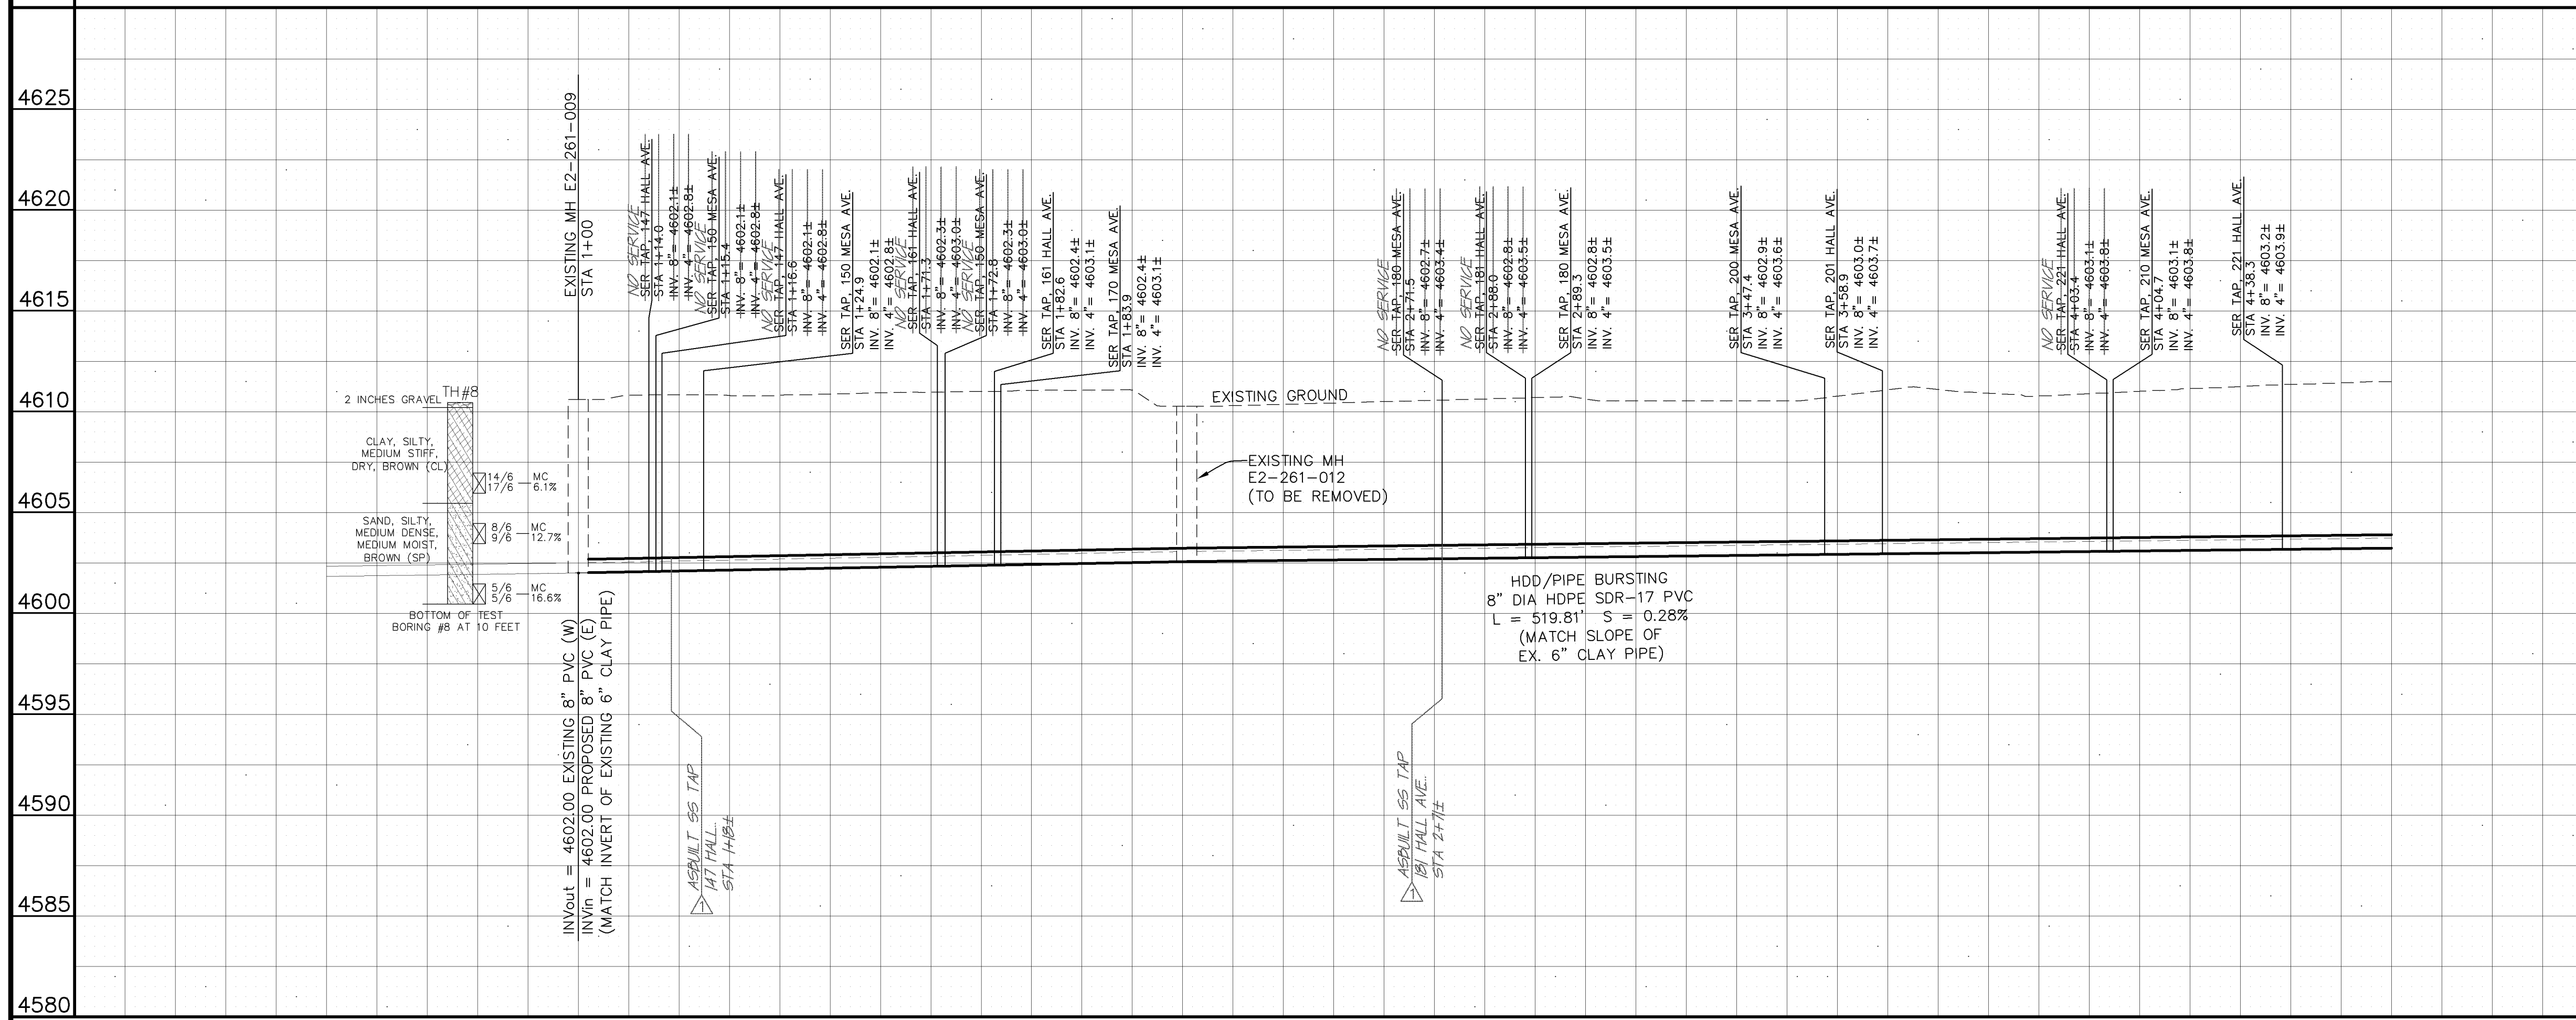 4625
4620
4615
4610
4605
4600
4595
4590
4585
4580
TH #8
2 INCHES GRAVEL
CLAY, SILTY,
MEDIUM STIFF,
DRY, BROWN (CL)
14/6
17/6
MC
6.1%
SAND, SILTY,
MEDIUM DENSE,
MEDIUM MOIST,
BROWN (SP)
8/6
9/6
MC
12.7%
5/6
5/6
MC
16.6%
BOTTOM OF TEST
BORING #8 AT 10 FEET
EXISTING MH E2-261-009
STA 1+00
INVout = 4602.00 EXISTING 8" PVC (W)
INVin = 4602.00 PROPOSED 8" PVC (E)
(MATCH INVERT OF EXISTING 6" CLAY PIPE)
NO SERVICE
SER TAP, 147 HALL AVE.
STA 1+14.0
INV. 8"= 4602.1±
INV. 4"= 4602.8±
NO SERVICE
SER TAP, 150 MESA AVE.
STA 1+15.4
INV. 8"= 4602.1±
INV. 4"= 4602.8±
NO SERVICE
SER TAP, 147 HALL AVE.
STA 1+16.6
INV. 8"= 4602.1±
INV. 4"= 4602.8±
SER TAP, 150 MESA AVE.
STA 1+24.9
INV. 8"= 4602.1±
INV. 4"= 4602.8±
NO SERVICE
SER TAP, 161 HALL AVE.
STA 1+71.3
INV. 8"= 4602.3±
INV. 4"= 4603.0±
NO SERVICE
SER TAP, 150 MESA AVE.
STA 1+72.8
INV. 8"= 4602.3±
INV. 4"= 4603.0±
SER TAP, 161 HALL AVE.
STA 1+82.6
INV. 8"= 4602.4±
INV. 4"= 4603.1±
SER TAP, 170 MESA AVE.
STA 1+83.9
INV. 8"= 4602.4±
INV. 4"= 4603.1±
EXISTING GROUND
EXISTING MH
E2-261-012
(TO BE REMOVED)
NO SERVICE
SER TAP, 180 MESA AVE.
STA 2+71.5
INV. 8"= 4602.7±
INV. 4"= 4603.4±
NO SERVICE
SER TAP, 181 HALL AVE.
STA 2+88.0
INV. 8"= 4602.8±
INV. 4"= 4603.5±
SER TAP, 180 MESA AVE.
STA 2+89.3
INV. 8"= 4602.8±
INV. 4"= 4603.5±
SER TAP, 200 MESA AVE.
STA 3+47.4
INV. 8"= 4602.9±
INV. 4"= 4603.6±
SER TAP, 201 HALL AVE.
STA 3+58.9
INV. 8"= 4603.0±
INV. 4"= 4603.7±
NO SERVICE
SER TAP, 221 HALL AVE.
STA 4+03.4
INV. 8"= 4603.1±
INV. 4"= 4603.8±
SER TAP, 210 MESA AVE.
STA 4+04.7
INV. 8"= 4603.1±
INV. 4"= 4603.8±
SER TAP, 221 HALL AVE.
STA 4+38.3
INV. 8"= 4603.2±
INV. 4"= 4603.9±
HDD/PIPE BURSTING
8" DIA HDPE SDR-17 PVC
L = 519.81' S = 0.28%
(MATCH SLOPE OF
EX. 6" CLAY PIPE)
ASBUILT SS TAP
147 HALL
STA 1+18±
1
ASBUILT SS TAP
181 HALL AVE.
STA 2+71±
1